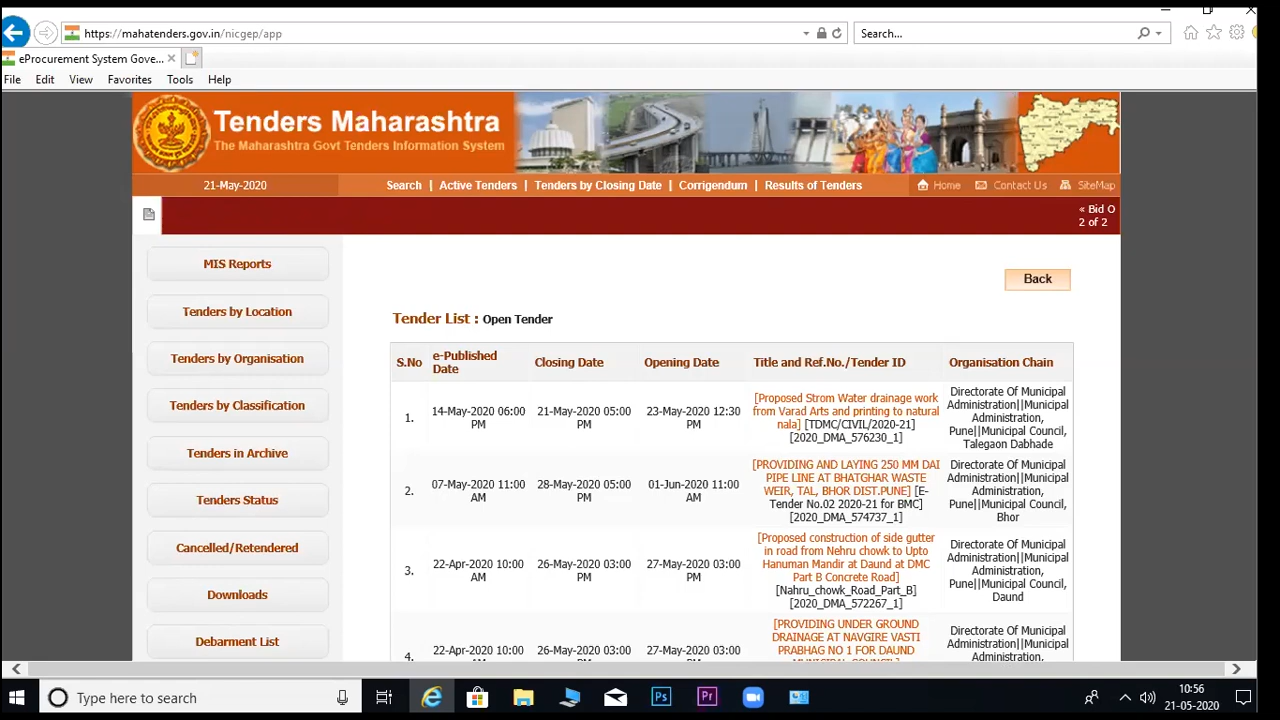 https://mahatenders.gov.in/nicgep/app
Search...
eProcurement System Gove...
File Edit View Favorites Tools Help
Tenders Maharashtra
The Maharashtra Govt Tenders Information System
21-May-2020
Search | Active Tenders | Tenders by Closing Date | Corrigendum | Results of Tenders
Home Contact Us SiteMap
« Bid O
2 of 2
MIS Reports
Tenders by Location
Tenders by Organisation
Tenders by Classification
Tenders in Archive
Tenders Status
Cancelled/Retendered
Downloads
Debarment List
Back
Tender List : Open Tender
S.No
e-Published
Date
Closing Date
Opening Date
Title and Ref.No./Tender ID
Organisation Chain
1.
14-May-2020 06:00
PM
21-May-2020 05:00
PM
23-May-2020 12:30
PM
[Proposed Strom Water drainage work
from Varad Arts and printing to natural
nala] [TDMC/CIVIL/2020-21]
[2020_DMA_576230_1]
Directorate Of Municipal
Administration||Municipal
Administration,
Pune||Municipal Council,
Talegaon Dabhade
2.
07-May-2020 11:00
AM
28-May-2020 05:00
PM
01-Jun-2020 11:00
AM
[PROVIDING AND LAYING 250 MM DAI
PIPE LINE AT BHATGHAR WASTE
WEIR, TAL, BHOR DIST.PUNE] [E-
Tender No.02 2020-21 for BMC]
[2020_DMA_574737_1]
Directorate Of Municipal
Administration||Municipal
Administration,
Pune||Municipal Council,
Bhor
3.
22-Apr-2020 10:00
AM
26-May-2020 03:00
PM
27-May-2020 03:00
PM
[Proposed construction of side gutter
in road from Nehru chowk to Upto
Hanuman Mandir at Daund at DMC
Part B Concrete Road]
[Nahru_chowk_Road_Part_B]
[2020_DMA_572267_1]
Directorate Of Municipal
Administration||Municipal
Administration,
Pune||Municipal Council,
Daund
4.
22-Apr-2020 10:00
26-May-2020 03:00
27-May-2020 03:00
[PROVIDING UNDER GROUND
DRAINAGE AT NAVGIRE VASTI
PRABHAG NO 1 FOR DAUND
MUNICIPAL COUNCIL]
Directorate Of Municipal
Administration||Municipal
Administration,
Type here to search
Ps
Pr
10:56
21-05-2020